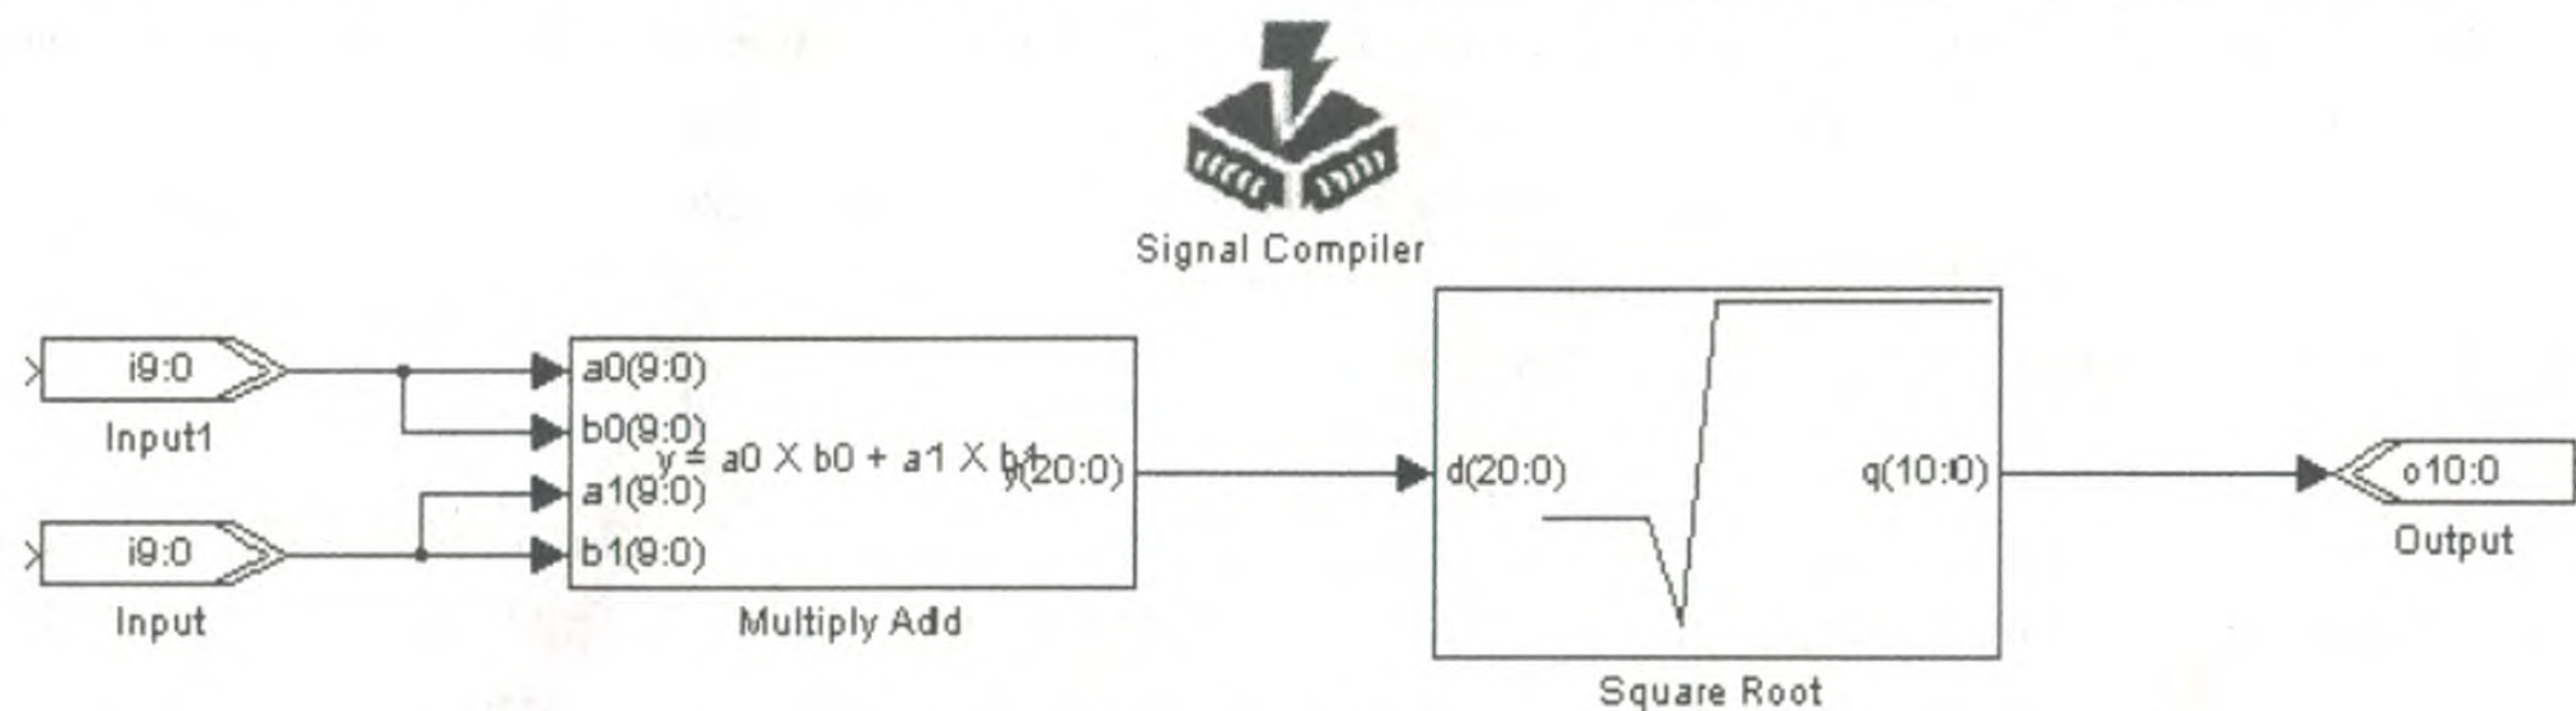 Signal Compiler
i9:0
Input1
i9:0
Input
a0(9:0)
b0(9:0)
y = a0 X b0 + a1 X b1
a1(9:0)
b1(9:0)
y(20:0)
Multiply Add
d(20:0)
q(10:0)
Square Root
o10:0
Output